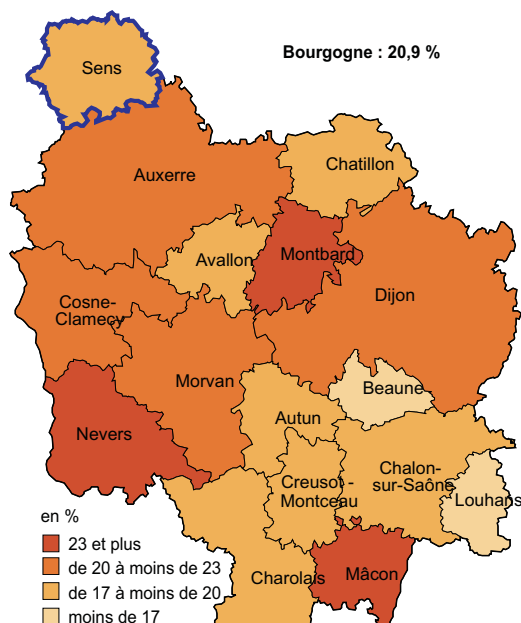 Sens
Bourgogne : 20,9 %
Auxerre
Chatillon
Avallon
Montbard
Cosne-
Clamecy
Dijon
Morvan
Beaune
Nevers
Autun
Creusot -
Montceau
Chalon-
sur-Saône
Louhans
Charolais
Mâcon
en %
23 et plus
de 20 à moins de 23
de 17 à moins de 20
moins de 17